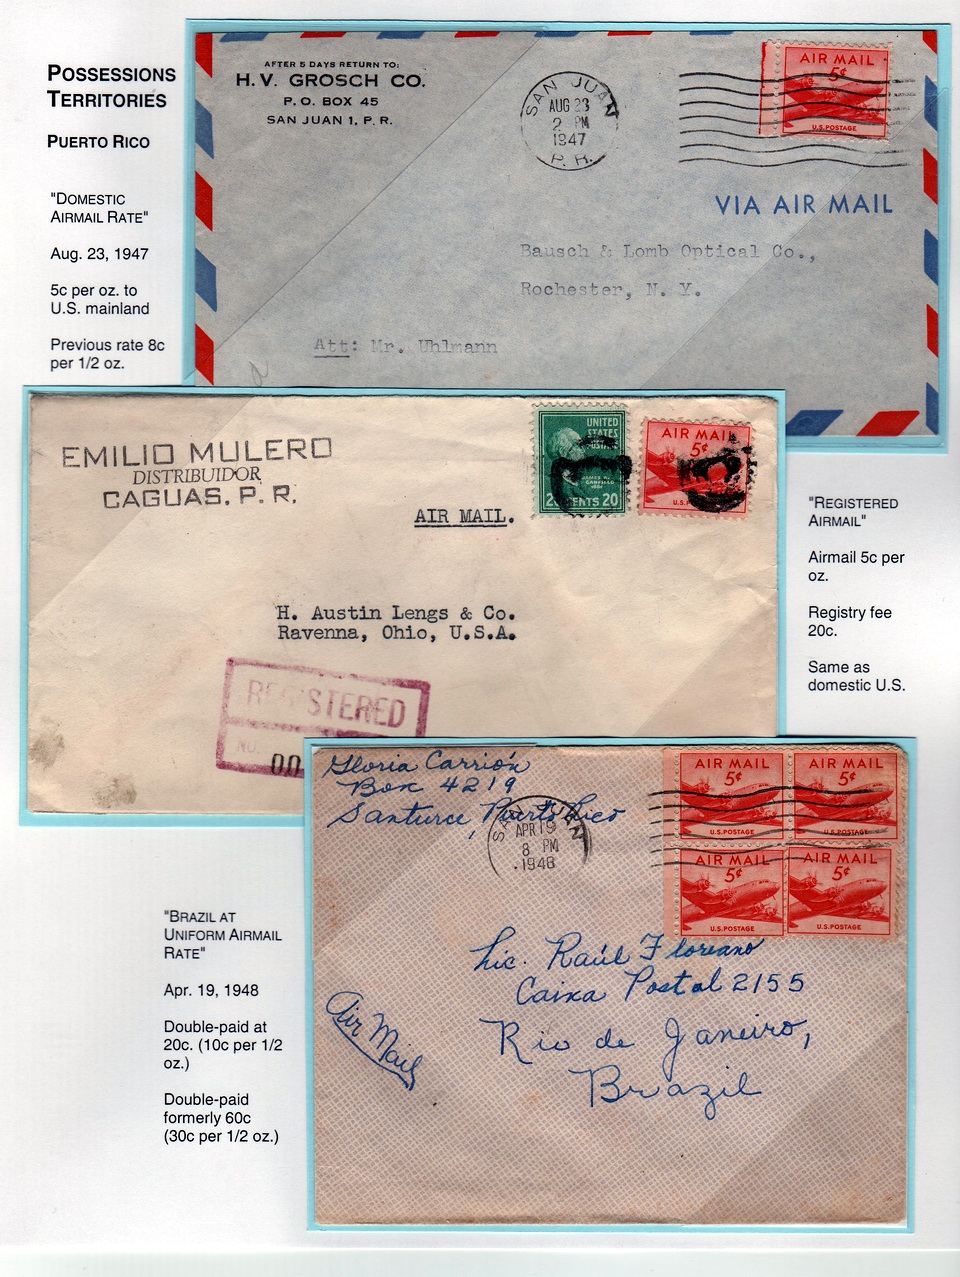 POSSESSIONS
TERRITORIES
PUERTO RICO
"DOMESTIC
AIRMAIL RATE"
Aug. 23, 1947
5c per oz. to
U.S. mainland
Previous rate 8c
per 1/2 oz.
AFTER 5 DAYS RETURN TO:
H. V. GROSCH CO.
P. O. BOX 45
SAN JUAN 1, P. R.
SAN JUAN
AUG 23
2 PM
1947
P. R.
AIR MAIL
5¢
U.S. POSTAGE
VIA AIR MAIL
Bausch & Lomb Optical Co.,
Rochester, N. Y.
Att: Mr. Uhlmann
EMILIO MULERO
DISTRIBUIDOR
CAGUAS, P. R.
AIR MAIL.
UNITED
STATES
POSTAGE
JAMES A.
GARFIELD
20 CENTS 20
AIR MAIL
5¢
U.S.
H. Austin Lengs & Co.
Ravenna, Ohio, U.S.A.
REGISTERED
NO.
00
"REGISTERED
AIRMAIL"
Airmail 5c per
oz.
Registry fee
20c.
Same as
domestic U.S.
Gloria Carrión
Box 4219
Santurce, Puerto Rico
SAN JUAN
APR 19
8 PM
1948
AIR MAIL
5¢
U.S. POSTAGE
AIR MAIL
5¢
U.S. POSTAGE
AIR MAIL
5¢
U.S. POSTAGE
AIR MAIL
5¢
U.S. POSTAGE
Lic. Raúl Floreano
Caixa Postal 2155
Rio de Janeiro,
Brazil
Air Mail
"BRAZIL AT
UNIFORM AIRMAIL
RATE"
Apr. 19, 1948
Double-paid at
20c. (10c per 1/2
oz.)
Double-paid
formerly 60c
(30c per 1/2 oz.)